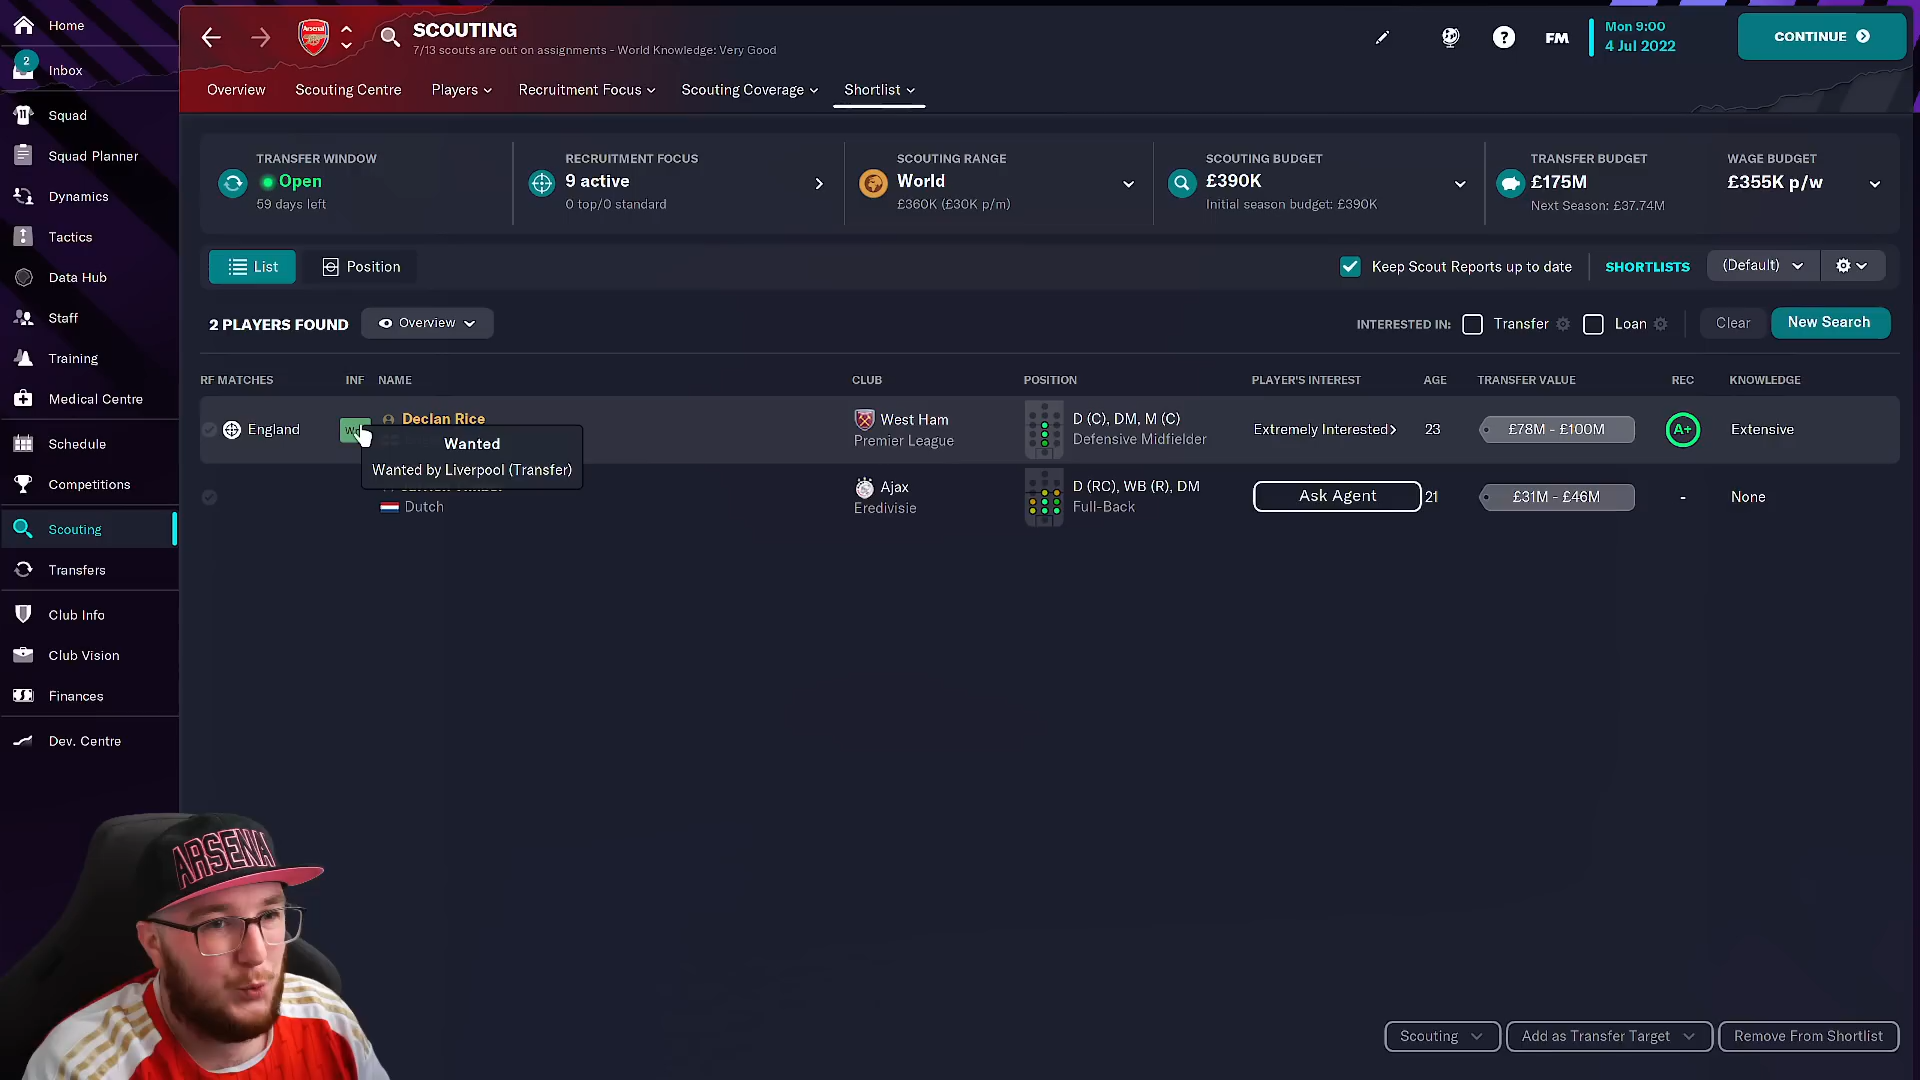 Home
2
Inbox
Squad
Squad Planner
Dynamics
Tactics
Data Hub
Staff
Training
Medical Centre
Schedule
Competitions
Scouting
Transfers
Club Info
Club Vision
Finances
Dev. Centre
Arsenal
SCOUTING
7/13 scouts are out on assignments - World Knowledge: Very Good
FM
Mon 9:00
4 Jul 2022
CONTINUE
Overview
Scouting Centre
Players
Recruitment Focus
Scouting Coverage
Shortlist
TRANSFER WINDOW
Open
59 days left
RECRUITMENT FOCUS
9 active
0 top/0 standard
SCOUTING RANGE
World
£360K (£30K p/m)
SCOUTING BUDGET
£390K
Initial season budget: £390K
TRANSFER BUDGET
£175M
Next Season: £37.74M
WAGE BUDGET
£355K p/w
List
Position
Keep Scout Reports up to date
SHORTLISTS
(Default)
2 PLAYERS FOUND
Overview
INTERESTED IN:
Transfer
Loan
Clear
New Search
RF MATCHES
INF
NAME
CLUB
POSITION
PLAYER'S INTEREST
AGE
TRANSFER VALUE
REC
KNOWLEDGE
England
Declan Rice
West Ham
Premier League
D (C), DM, M (C)
Defensive Midfielder
Extremely Interested>
23
£78M - £100M
A+
Extensive
Wanted
Wanted by Liverpool (Transfer)
Dutch
Ajax
Eredivisie
D (RC), WB (R), DM
Full-Back
Ask Agent
21
£31M - £46M
-
None
ARSENA
Scouting
Add as Transfer Target
Remove From Shortlist